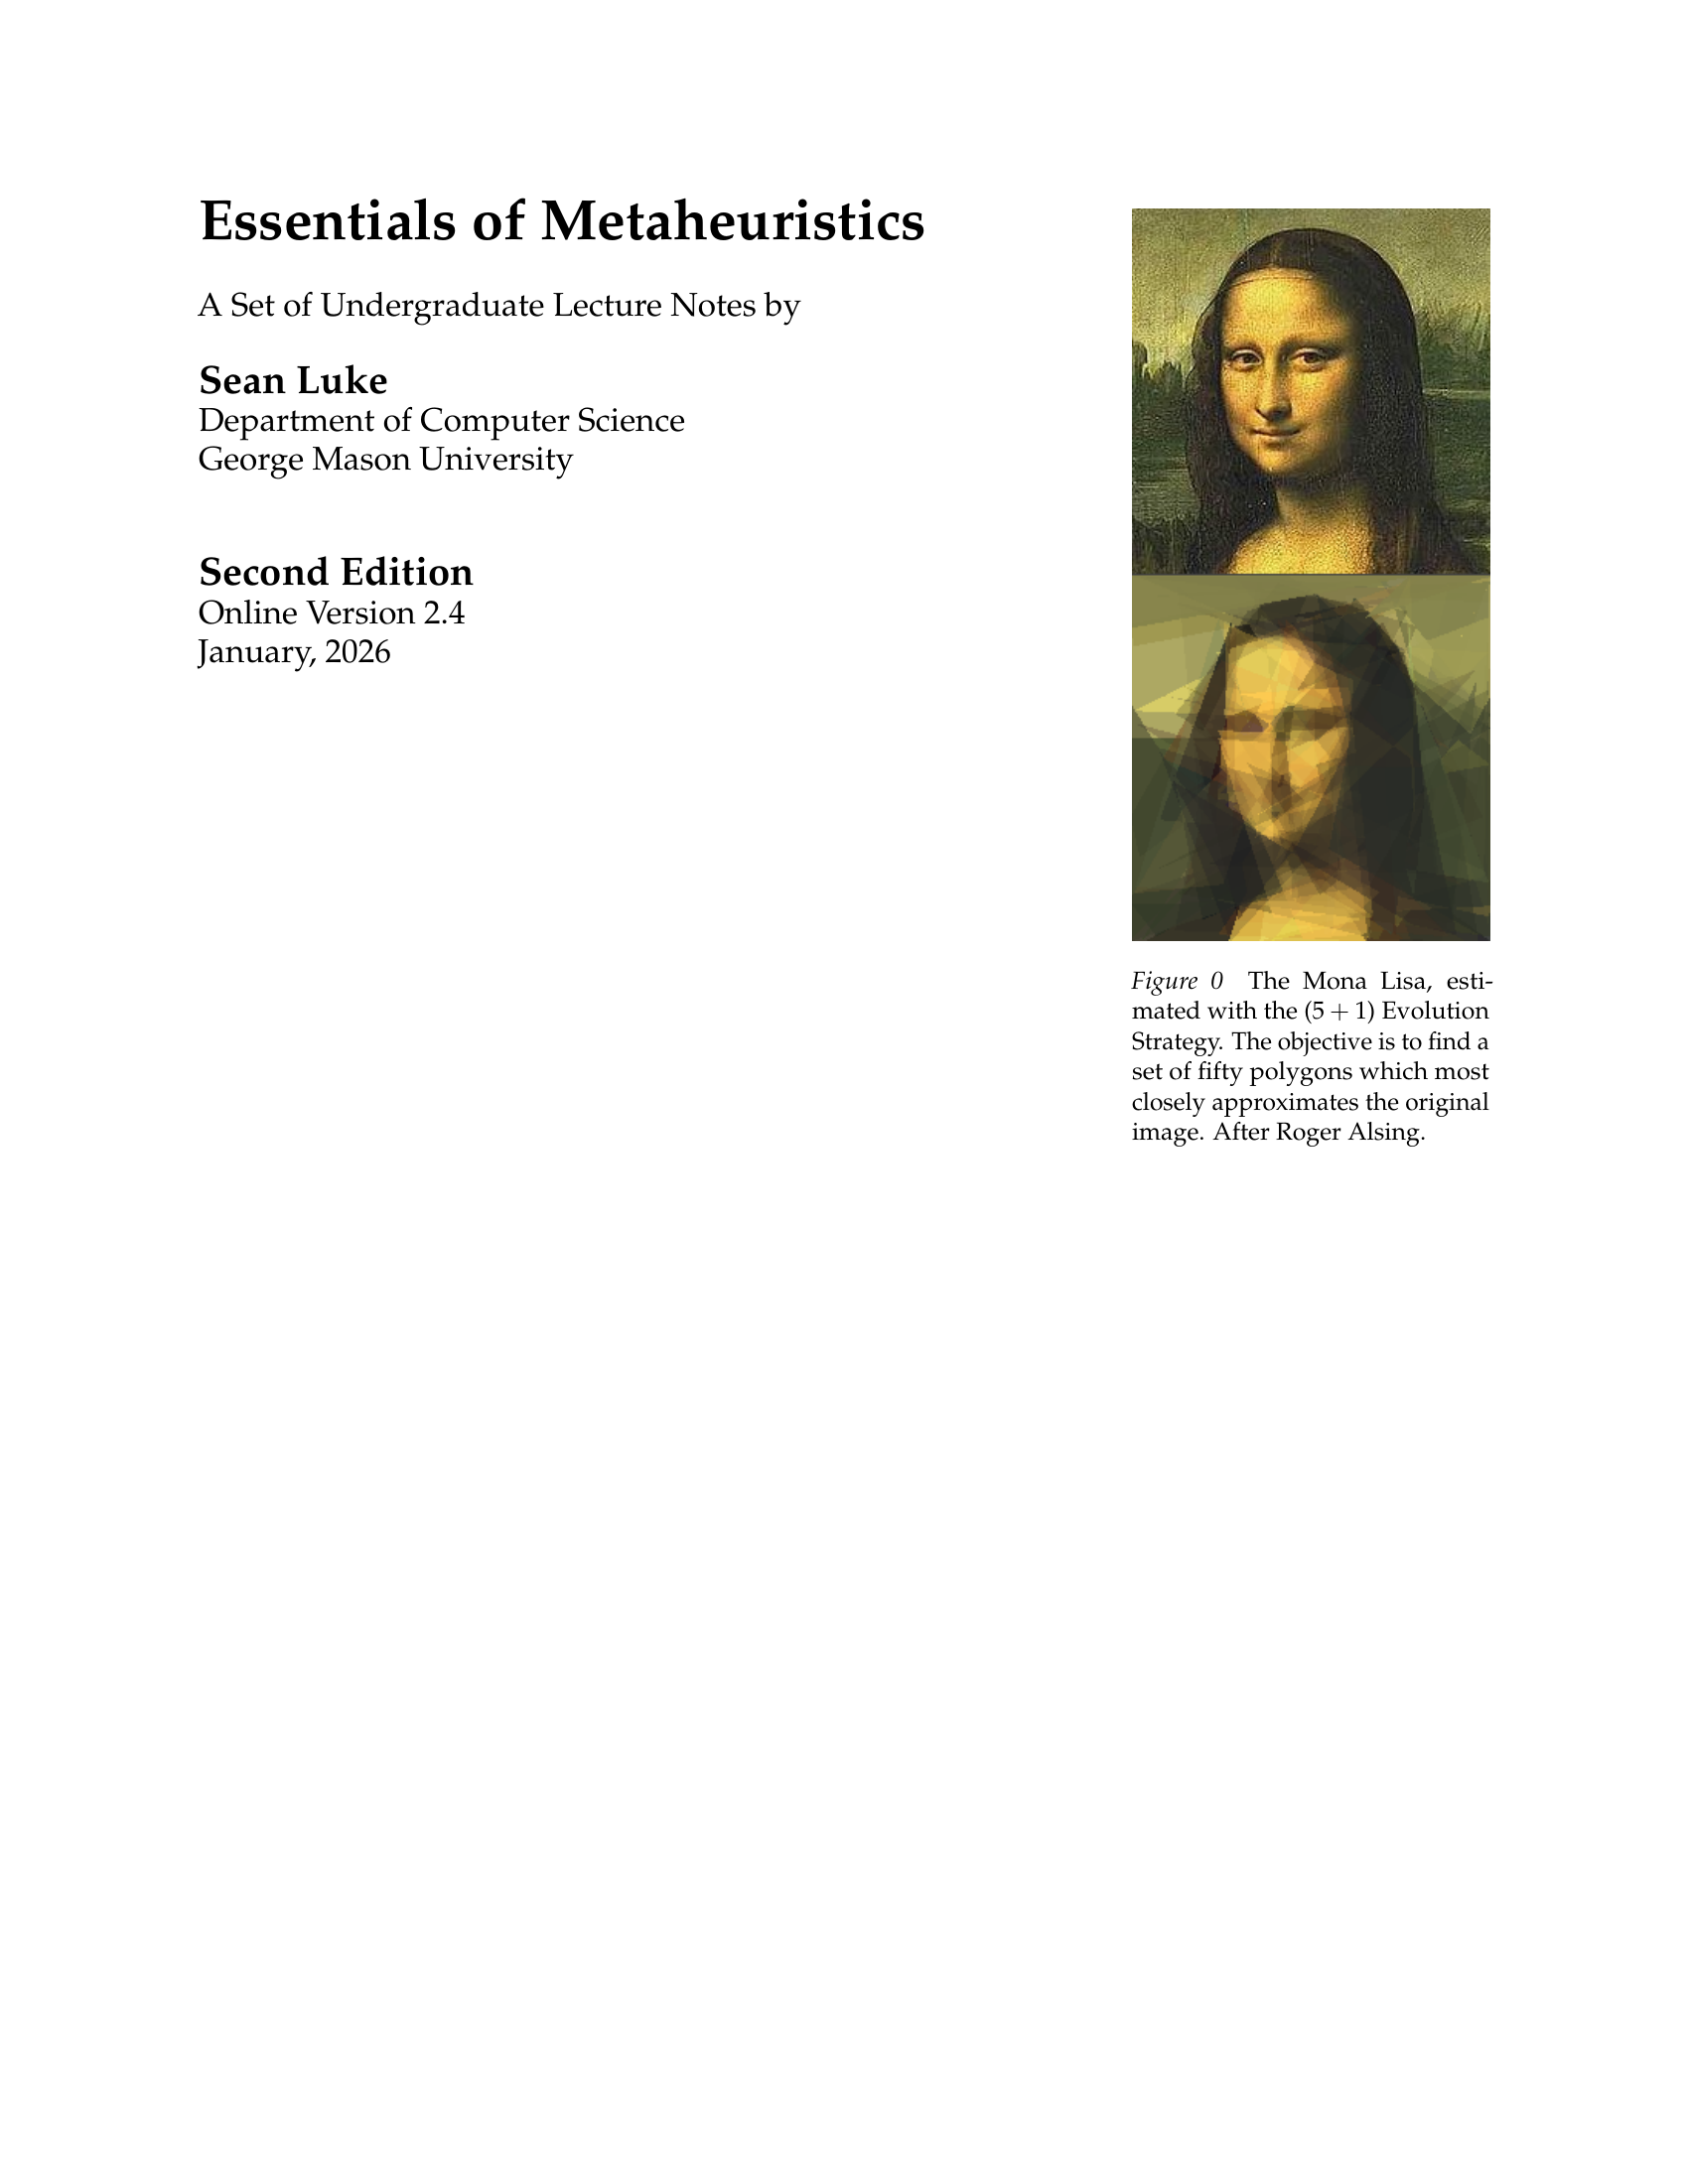 Essentials of Metaheuristics
A Set of Undergraduate Lecture Notes by
Sean Luke
Department of Computer Science
George Mason University
Second Edition
Online Version 2.4
January, 2026
Figure 0 The Mona Lisa, esti-
mated with the (5 + 1) Evolution
Strategy. The objective is to find a
set of fifty polygons which most
closely approximates the original
image. After Roger Alsing.